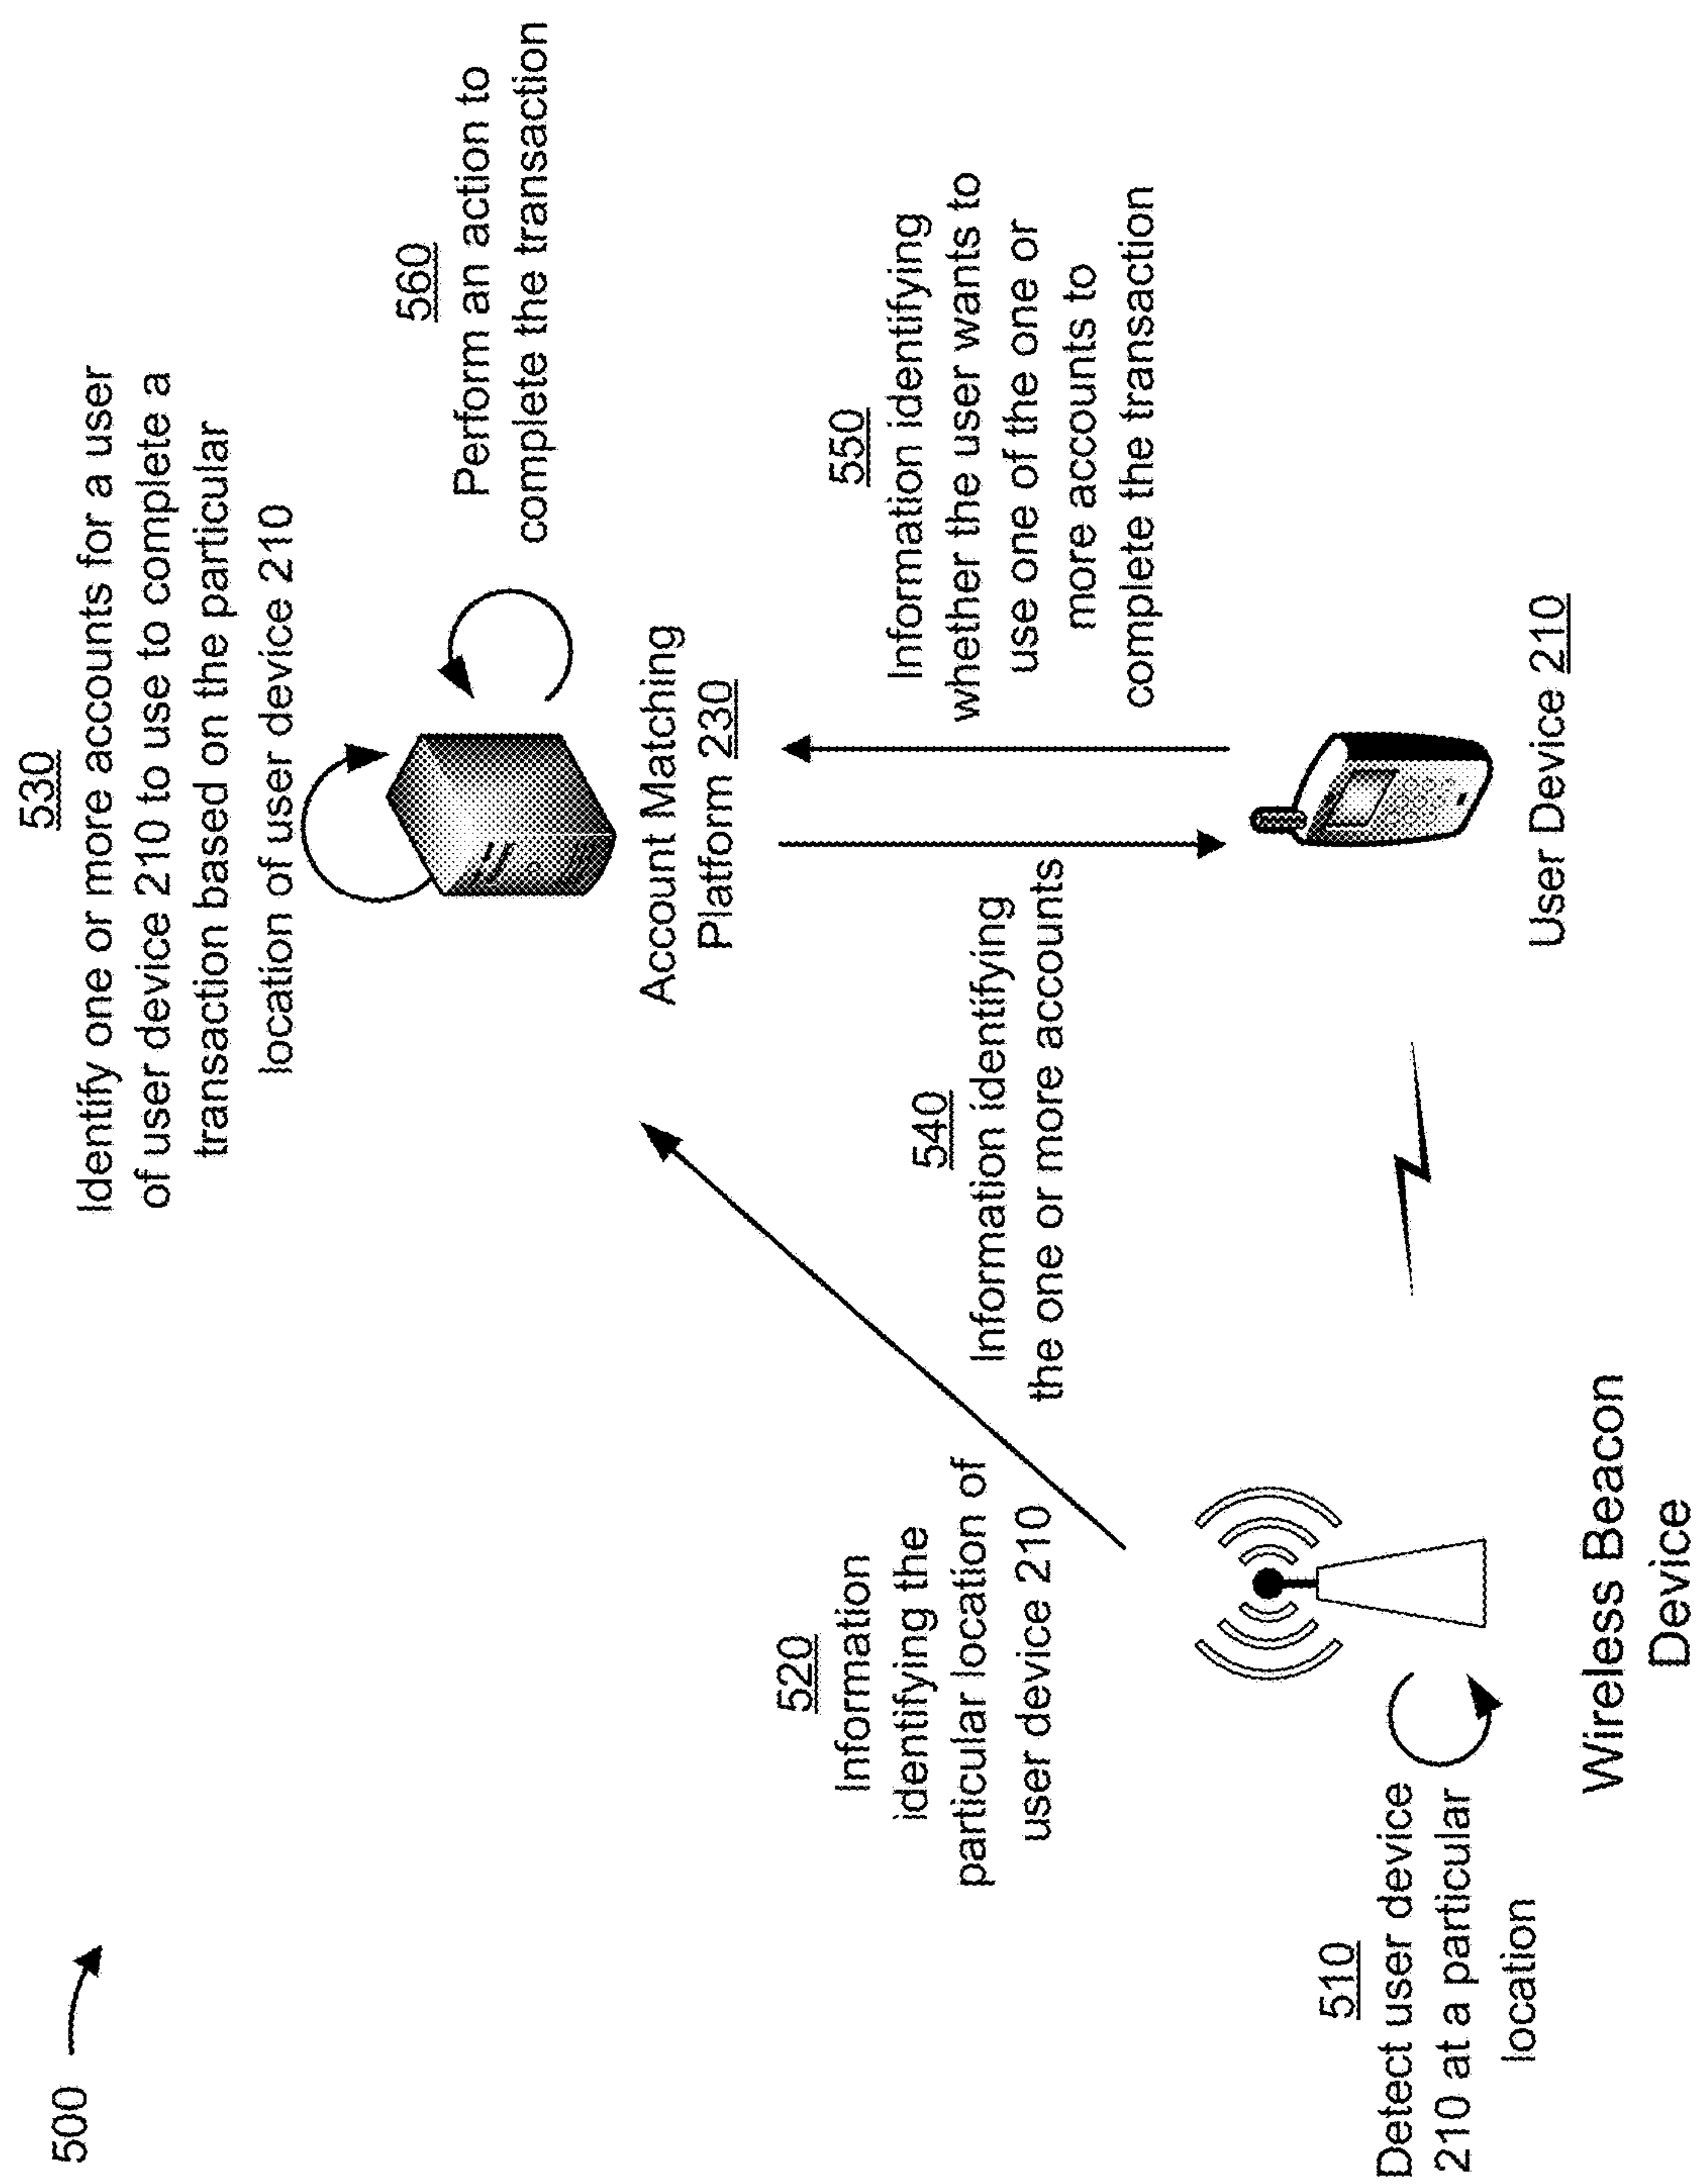 500
530
Identify one or more accounts for a user
of user device 210 to use to complete a
transaction based on the particular
location of user device 210
560
Perform an action to
complete the transaction
Account Matching
Platform 230
520
Information
identifying the
particular location of
user device 210
540
Information identifying
the one or more accounts
550
Information identifying
whether the user wants to
use one of the one or
more accounts to
complete the transaction
510
Detect user device
210 at a particular
location
Wireless Beacon
Device
User Device 210